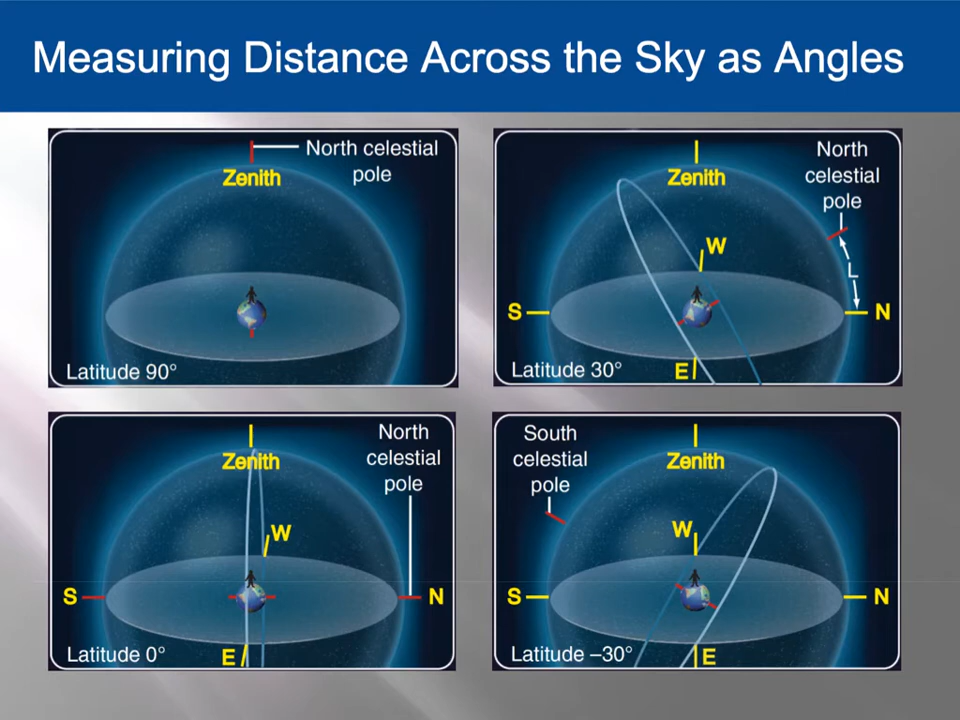 Measuring Distance Across the Sky as Angles
North celestial
pole
Zenith
Latitude 90°
Zenith
North
celestial
pole
W
L
S
N
Latitude 30°
E
Zenith
North
celestial
pole
W
S
N
Latitude 0°
E
South
celestial
pole
Zenith
W
S
N
Latitude –30°
E